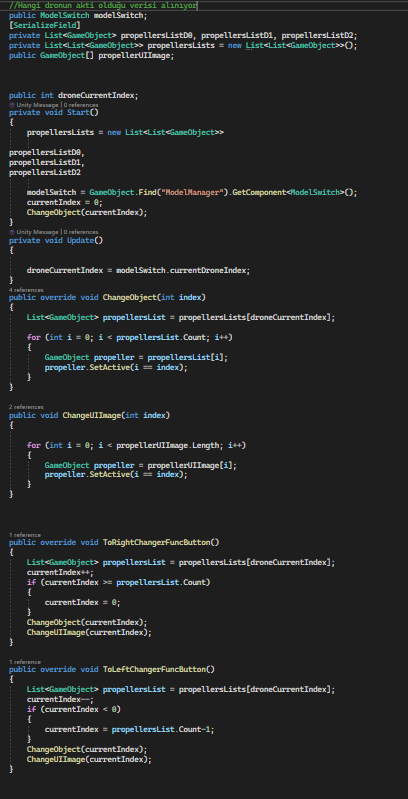 //Hangi dronun akti olduğu verisi alınıyor
public ModelSwitch modelSwitch;
[SerializeField]
private List<GameObject> propellersListD0, propellersListD1, propellersListD2;
private List<List<GameObject>> propellersLists = new List<List<GameObject>>();
public GameObject[] propellerUIImage;
public int droneCurrentIndex;
Unity Message | 0 references
private void Start()
{
propellersLists = new List<List<GameObject>>
propellersListD0,
propellersListD1,
propellersListD2
modelSwitch = GameObject.Find("ModelManager").GetComponent<ModelSwitch>();
currentIndex = 0;
ChangeObject(currentIndex);
}
Unity Message | 0 references
private void Update()
{
droneCurrentIndex = modelSwitch.currentDroneIndex;
}
4 references
public override void ChangeObject(int index)
{
List<GameObject> propellersList = propellersLists[droneCurrentIndex];
for (int i = 0; i < propellersList.Count; i++)
{
GameObject propeller = propellersList[i];
propeller.SetActive(i == index);
}
}
2 references
public void ChangeUIImage(int index)
{
for (int i = 0; i < propellerUIImage.Length; i++)
{
GameObject propeller = propellerUIImage[i];
propeller.SetActive(i == index);
}
}
1 reference
public override void ToRightChangerFuncButton()
{
List<GameObject> propellersList = propellersLists[droneCurrentIndex];
currentIndex++;
if (currentIndex >= propellersList.Count)
{
currentIndex = 0;
}
ChangeObject(currentIndex);
ChangeUIImage(currentIndex);
}
1 reference
public override void ToLeftChangerFuncButton()
{
List<GameObject> propellersList = propellersLists[droneCurrentIndex];
currentIndex--;
if (currentIndex < 0)
{
currentIndex = propellersList.Count-1;
}
ChangeObject(currentIndex);
ChangeUIImage(currentIndex);
}